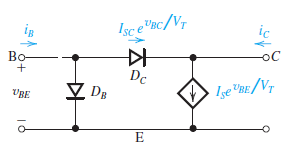 i_B
I_SC e^{v_BC/V_T}
i_C
B
+
v_BE
−
D_B
D_C
C
I_S e^{v_BE/V_T}
E